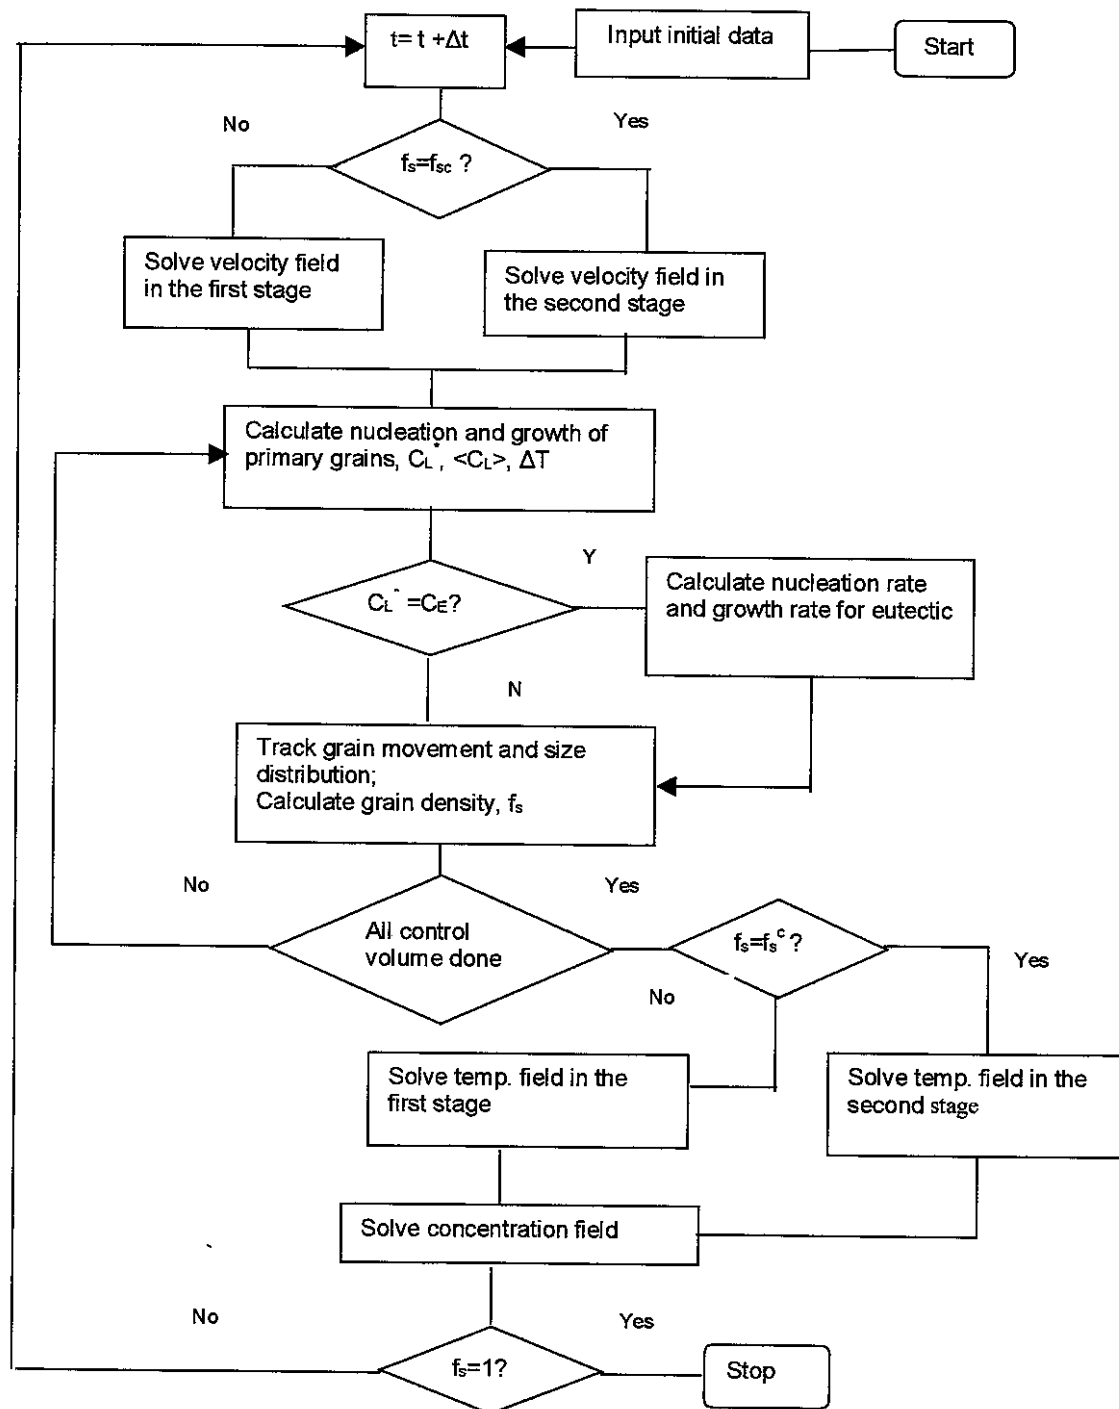 t= t +Δt
Input initial data
Start
No
Yes
fs=fsc ?
Solve velocity field
in the first stage
Solve velocity field in
the second stage
Calculate nucleation and growth of
primary grains, CL*, <CL>, ΔT
Y
CL* =CE?
Calculate nucleation rate
and growth rate for eutectic
N
Track grain movement and size
distribution;
Calculate grain density, fs
No
Yes
All control
volume done
fs=fsc ?
Yes
No
Solve temp. field in the
first stage
Solve temp. field in the
second stage
Solve concentration field
No
Yes
fs=1?
Stop